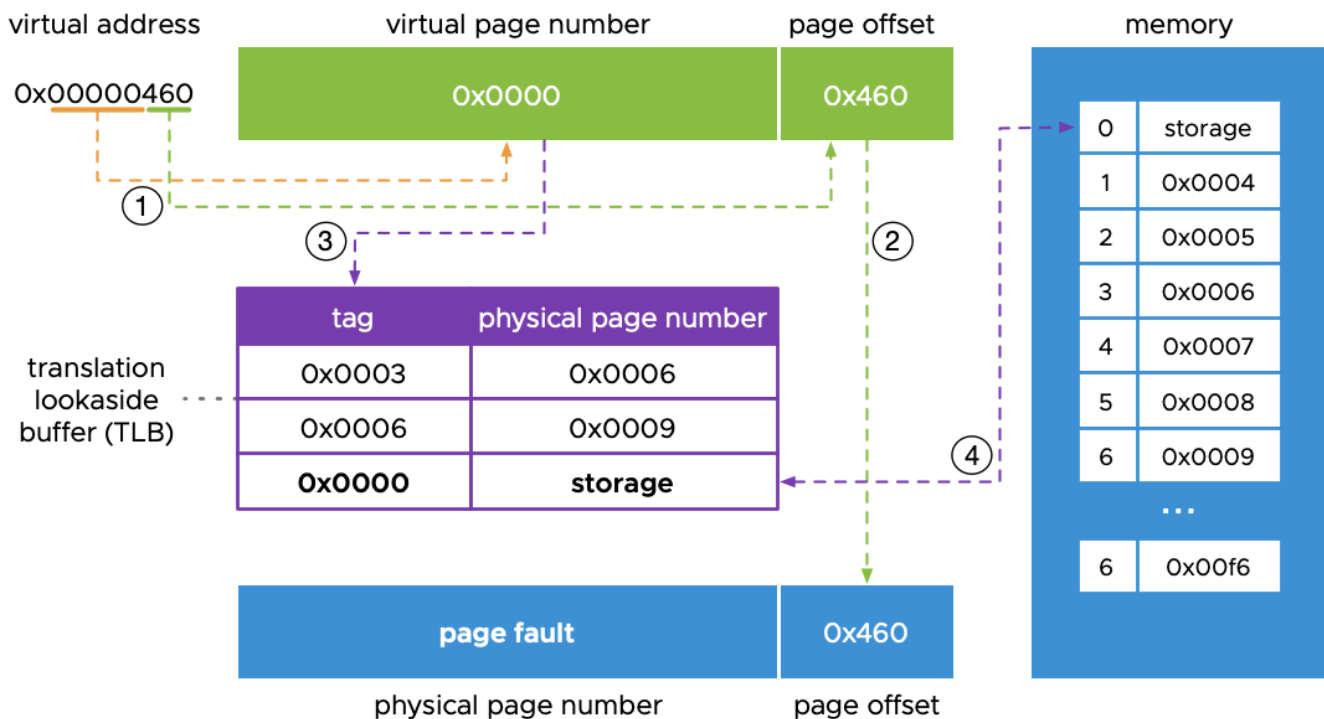 virtual address
virtual page number
page offset
memory
0x00000460
0x0000
0x460
0 storage
1 0x0004
2 0x0005
3 0x0006
4 0x0007
5 0x0008
6 0x0009
...
6 0x00f6
1
2
3
4
tag physical page number
0x0003 0x0006
0x0006 0x0009
0x0000 storage
translation
lookaside
buffer (TLB)
page fault 0x460
physical page number page offset